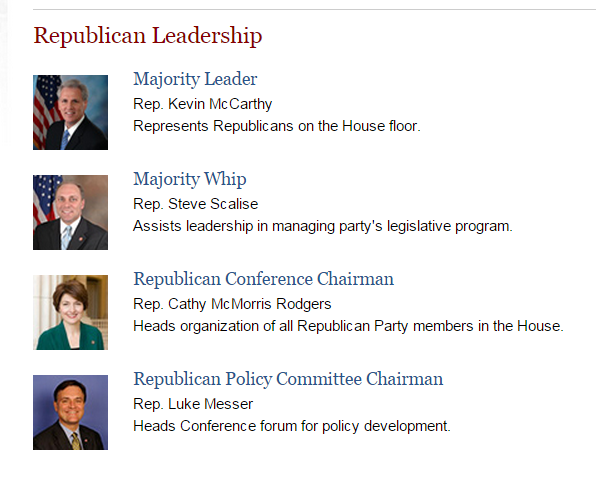 Republican Leadership
Majority Leader
Rep. Kevin McCarthy
Represents Republicans on the House floor.
Majority Whip
Rep. Steve Scalise
Assists leadership in managing party's legislative program.
Republican Conference Chairman
Rep. Cathy McMorris Rodgers
Heads organization of all Republican Party members in the House.
Republican Policy Committee Chairman
Rep. Luke Messer
Heads Conference forum for policy development.